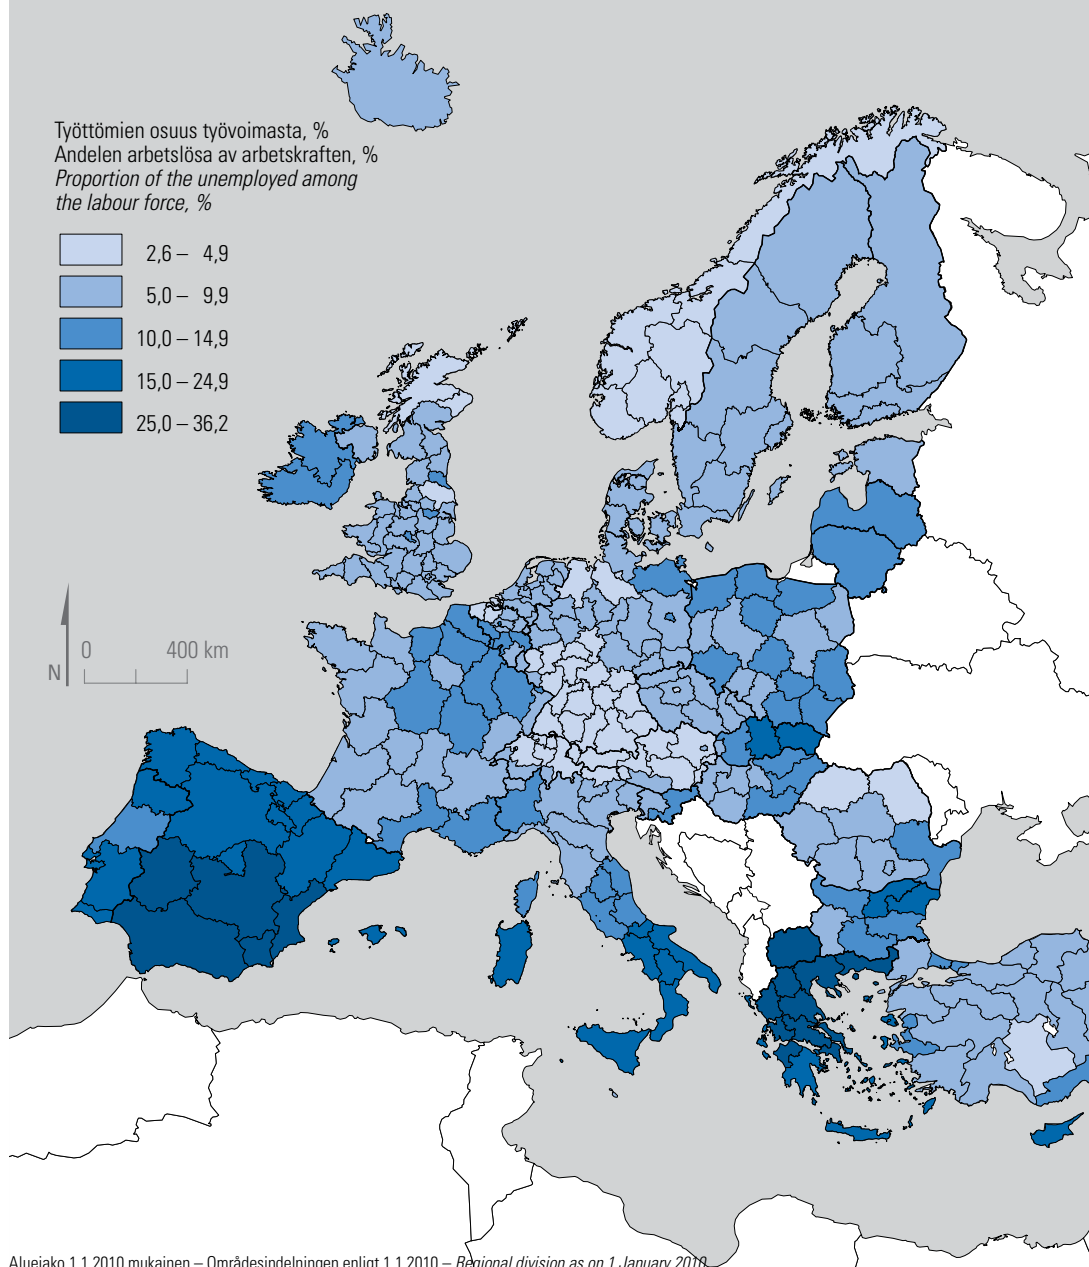 Työttömien osuus työvoimasta, %
Andelen arbetslösa av arbetskraften, %
Proportion of the unemployed among
the labour force, %
2,6 – 4,9
5,0 – 9,9
10,0 – 14,9
15,0 – 24,9
25,0 – 36,2
0 400 km
N
Aluejako 1.1.2010 mukainen – Områdesindelningen enligt 1.1.2010 – Regional division as on 1 January 2010